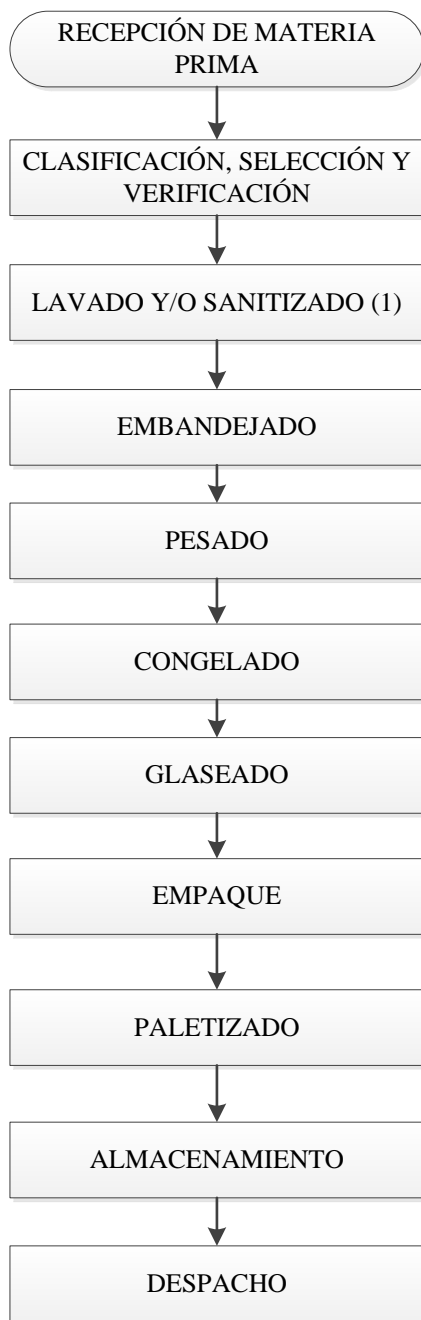 RECEPCIÓN DE MATERIA
PRIMA
CLASIFICACIÓN, SELECCIÓN Y
VERIFICACIÓN
LAVADO Y/O SANITIZADO (1)
EMBANDEJADO
PESADO
CONGELADO
GLASEADO
EMPAQUE
PALETIZADO
ALMACENAMIENTO
DESPACHO